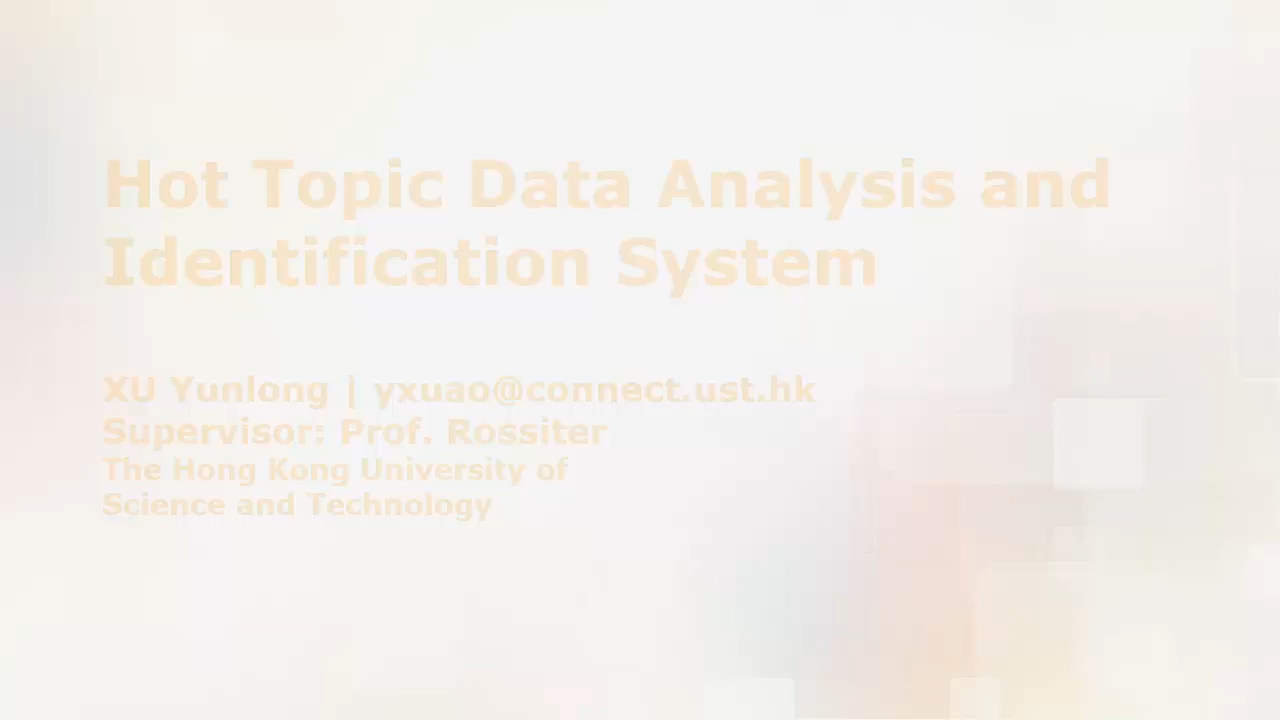 Hot Topic Data Analysis and
Identification System
XU Yunlong | yxuao@connect.ust.hk
Supervisor: Prof. Rossiter
The Hong Kong University of
Science and Technology